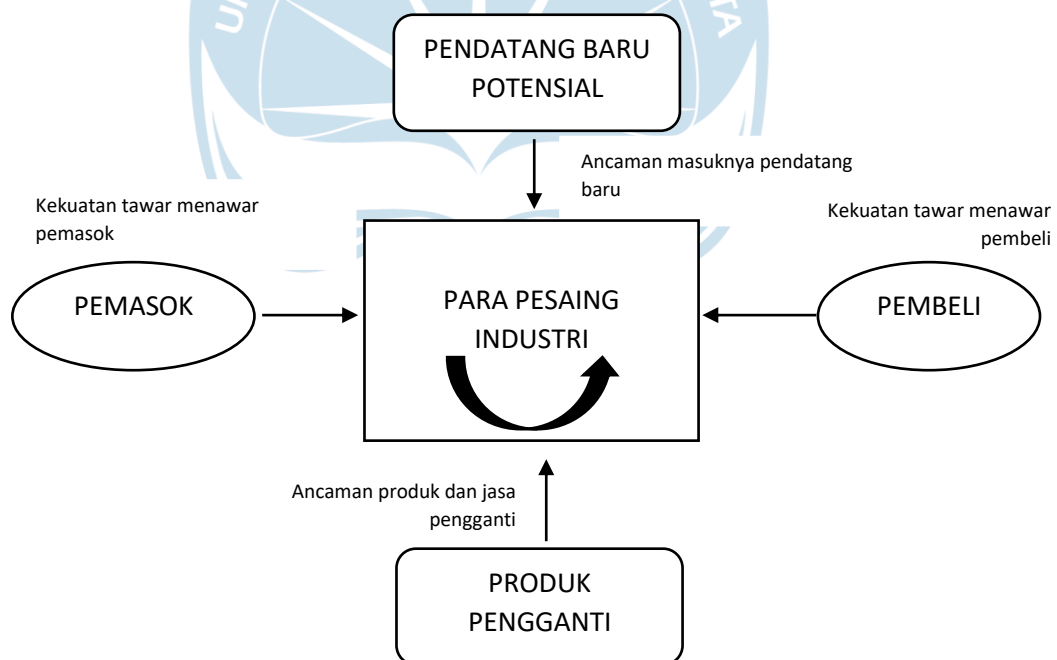 PENDATANG BARU
POTENSIAL
Ancaman masuknya pendatang
baru
Kekuatan tawar menawar
pemasok
Kekuatan tawar menawar
pembeli
PEMASOK
PARA PESAING
INDUSTRI
PEMBELI
Ancaman produk dan jasa
pengganti
PRODUK
PENGGANTI